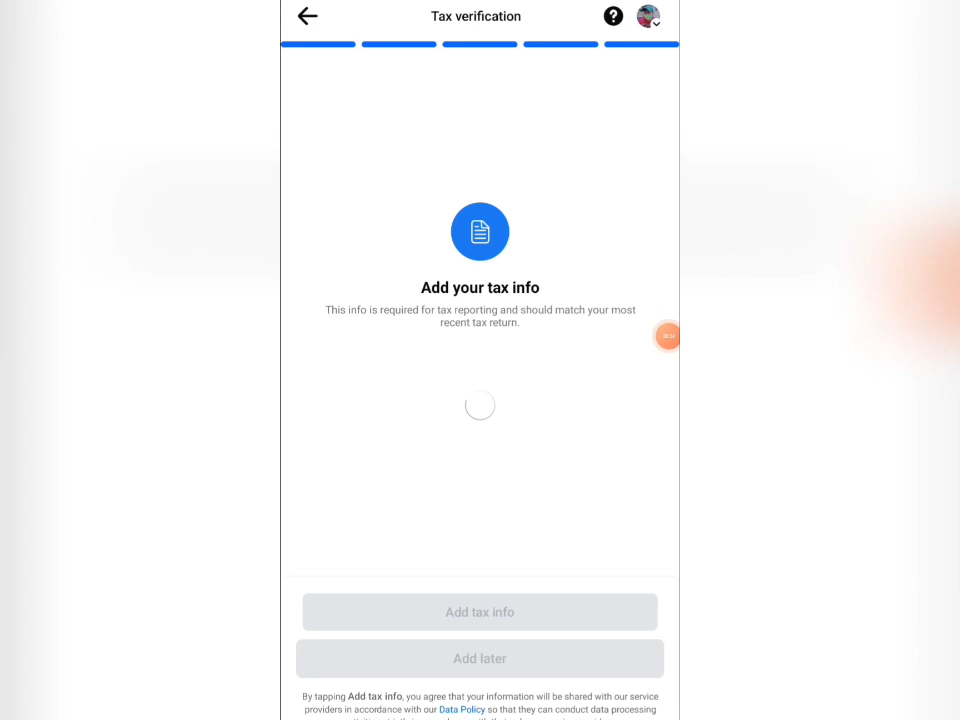 Tax verification
Add your tax info
This info is required for tax reporting and should match your most
recent tax return.
Add tax info
Add later
By tapping Add tax info, you agree that your information will be shared with our service
providers in accordance with our Data Policy so that they can conduct data processing